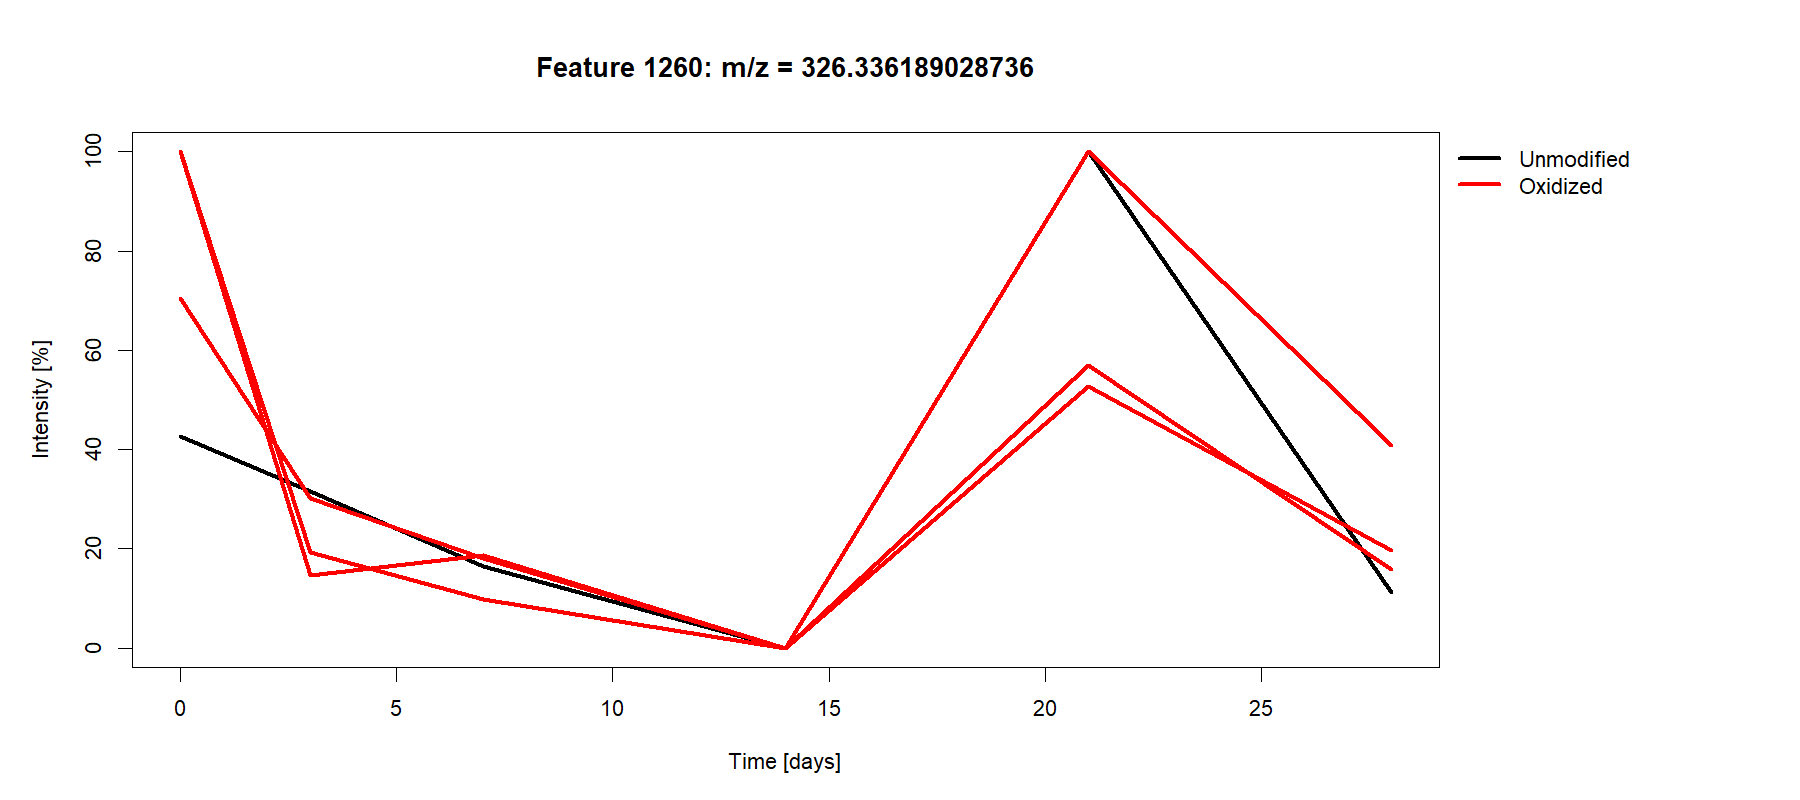 Feature 1260: m/z = 326.336189028736
Unmodified
Oxidized
Intensity [%]
100
80
60
40
20
0
0 5 10 15 20 25
Time [days]